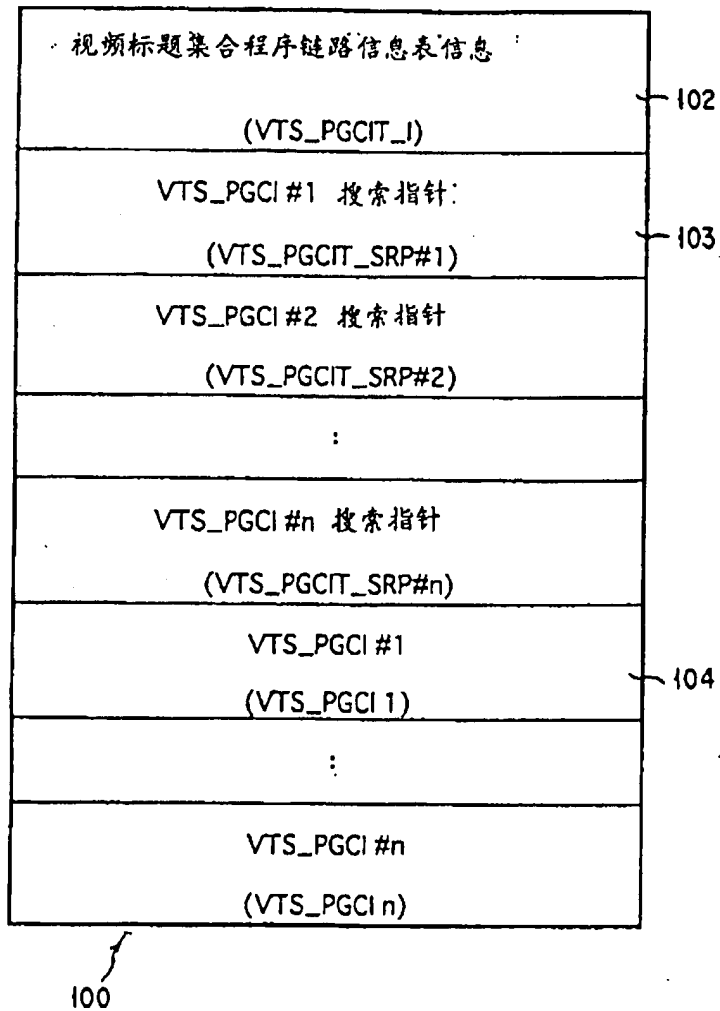 视频标题集合程序链路信息表信息
(VTS_PGCIT_I)
102
VTS_PGCI #1 搜索指针
(VTS_PGCIT_SRP#1)
103
VTS_PGCI #2 搜索指针
(VTS_PGCIT_SRP#2)
:
VTS_PGCI #n 搜索指针
(VTS_PGCIT_SRP#n)
VTS_PGCI #1
(VTS_PGCI 1)
104
:
VTS_PGCI #n
(VTS_PGCI n)
100